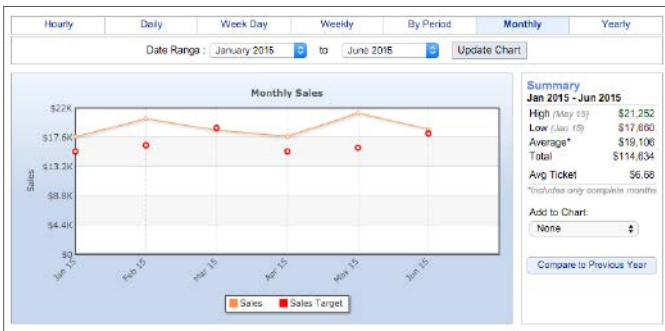 Hourly Daily Week Day Weekly By Period Monthly Yearly
Date Range : January 2015 to June 2015 Update Chart
Monthly Sales
$22K
$17.6K
$13.2K
$8.8K
$4.4K
$0
Sales
Jan 15 Feb 15 Mar 15 Apr 15 May 15 Jun 15
Sales Sales Target
Summary
Jan 2015 - Jun 2015
High (May 15) $21,252
Low (Jan 15) $17,660
Average* $19,106
Total $114,634
Avg Ticket $6.68
*Includes only complete months
Add to Chart:
None
Compare to Previous Year